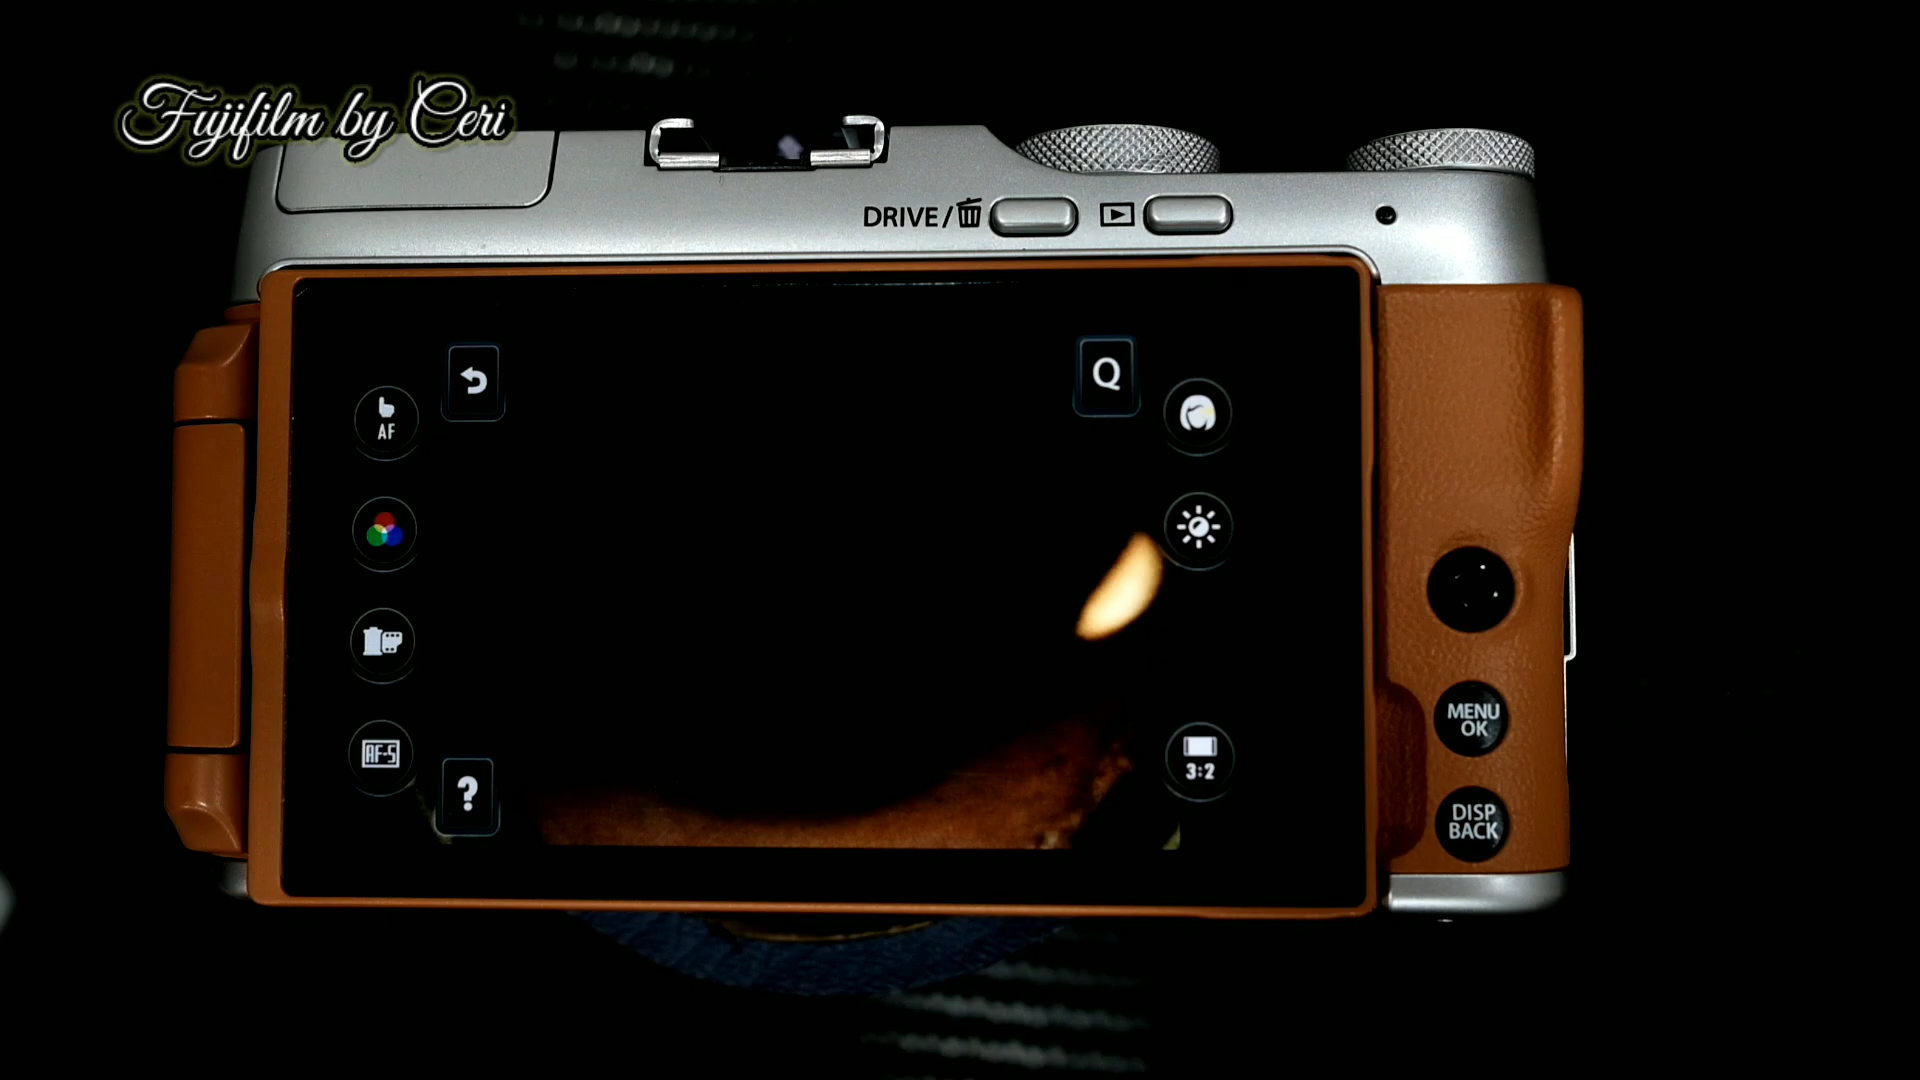 Fujifilm by Ceri
DRIVE/
Q
AF
AF-S
?
3:2
MENU
OK
DISP
BACK